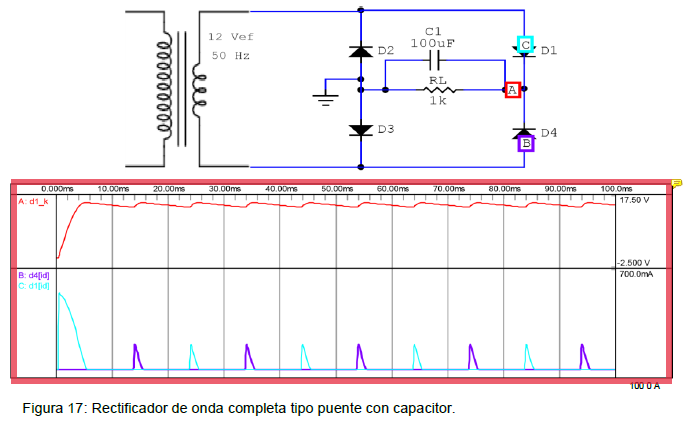 C1
12 Vef
100uF
50 Hz
D2
C
D1
RL
A
1k
D3
D4
B
0.000ms 10.00ms 20.00ms 30.00ms 40.00ms 50.00ms 60.00ms 70.00ms 80.00ms 90.00ms 100.0ms
A: d1_k
17.50 V
-2.500 V
B: d4[id]
700.0mA
C: d1[id]
100.0 A
Figura 17: Rectificador de onda completa tipo puente con capacitor.